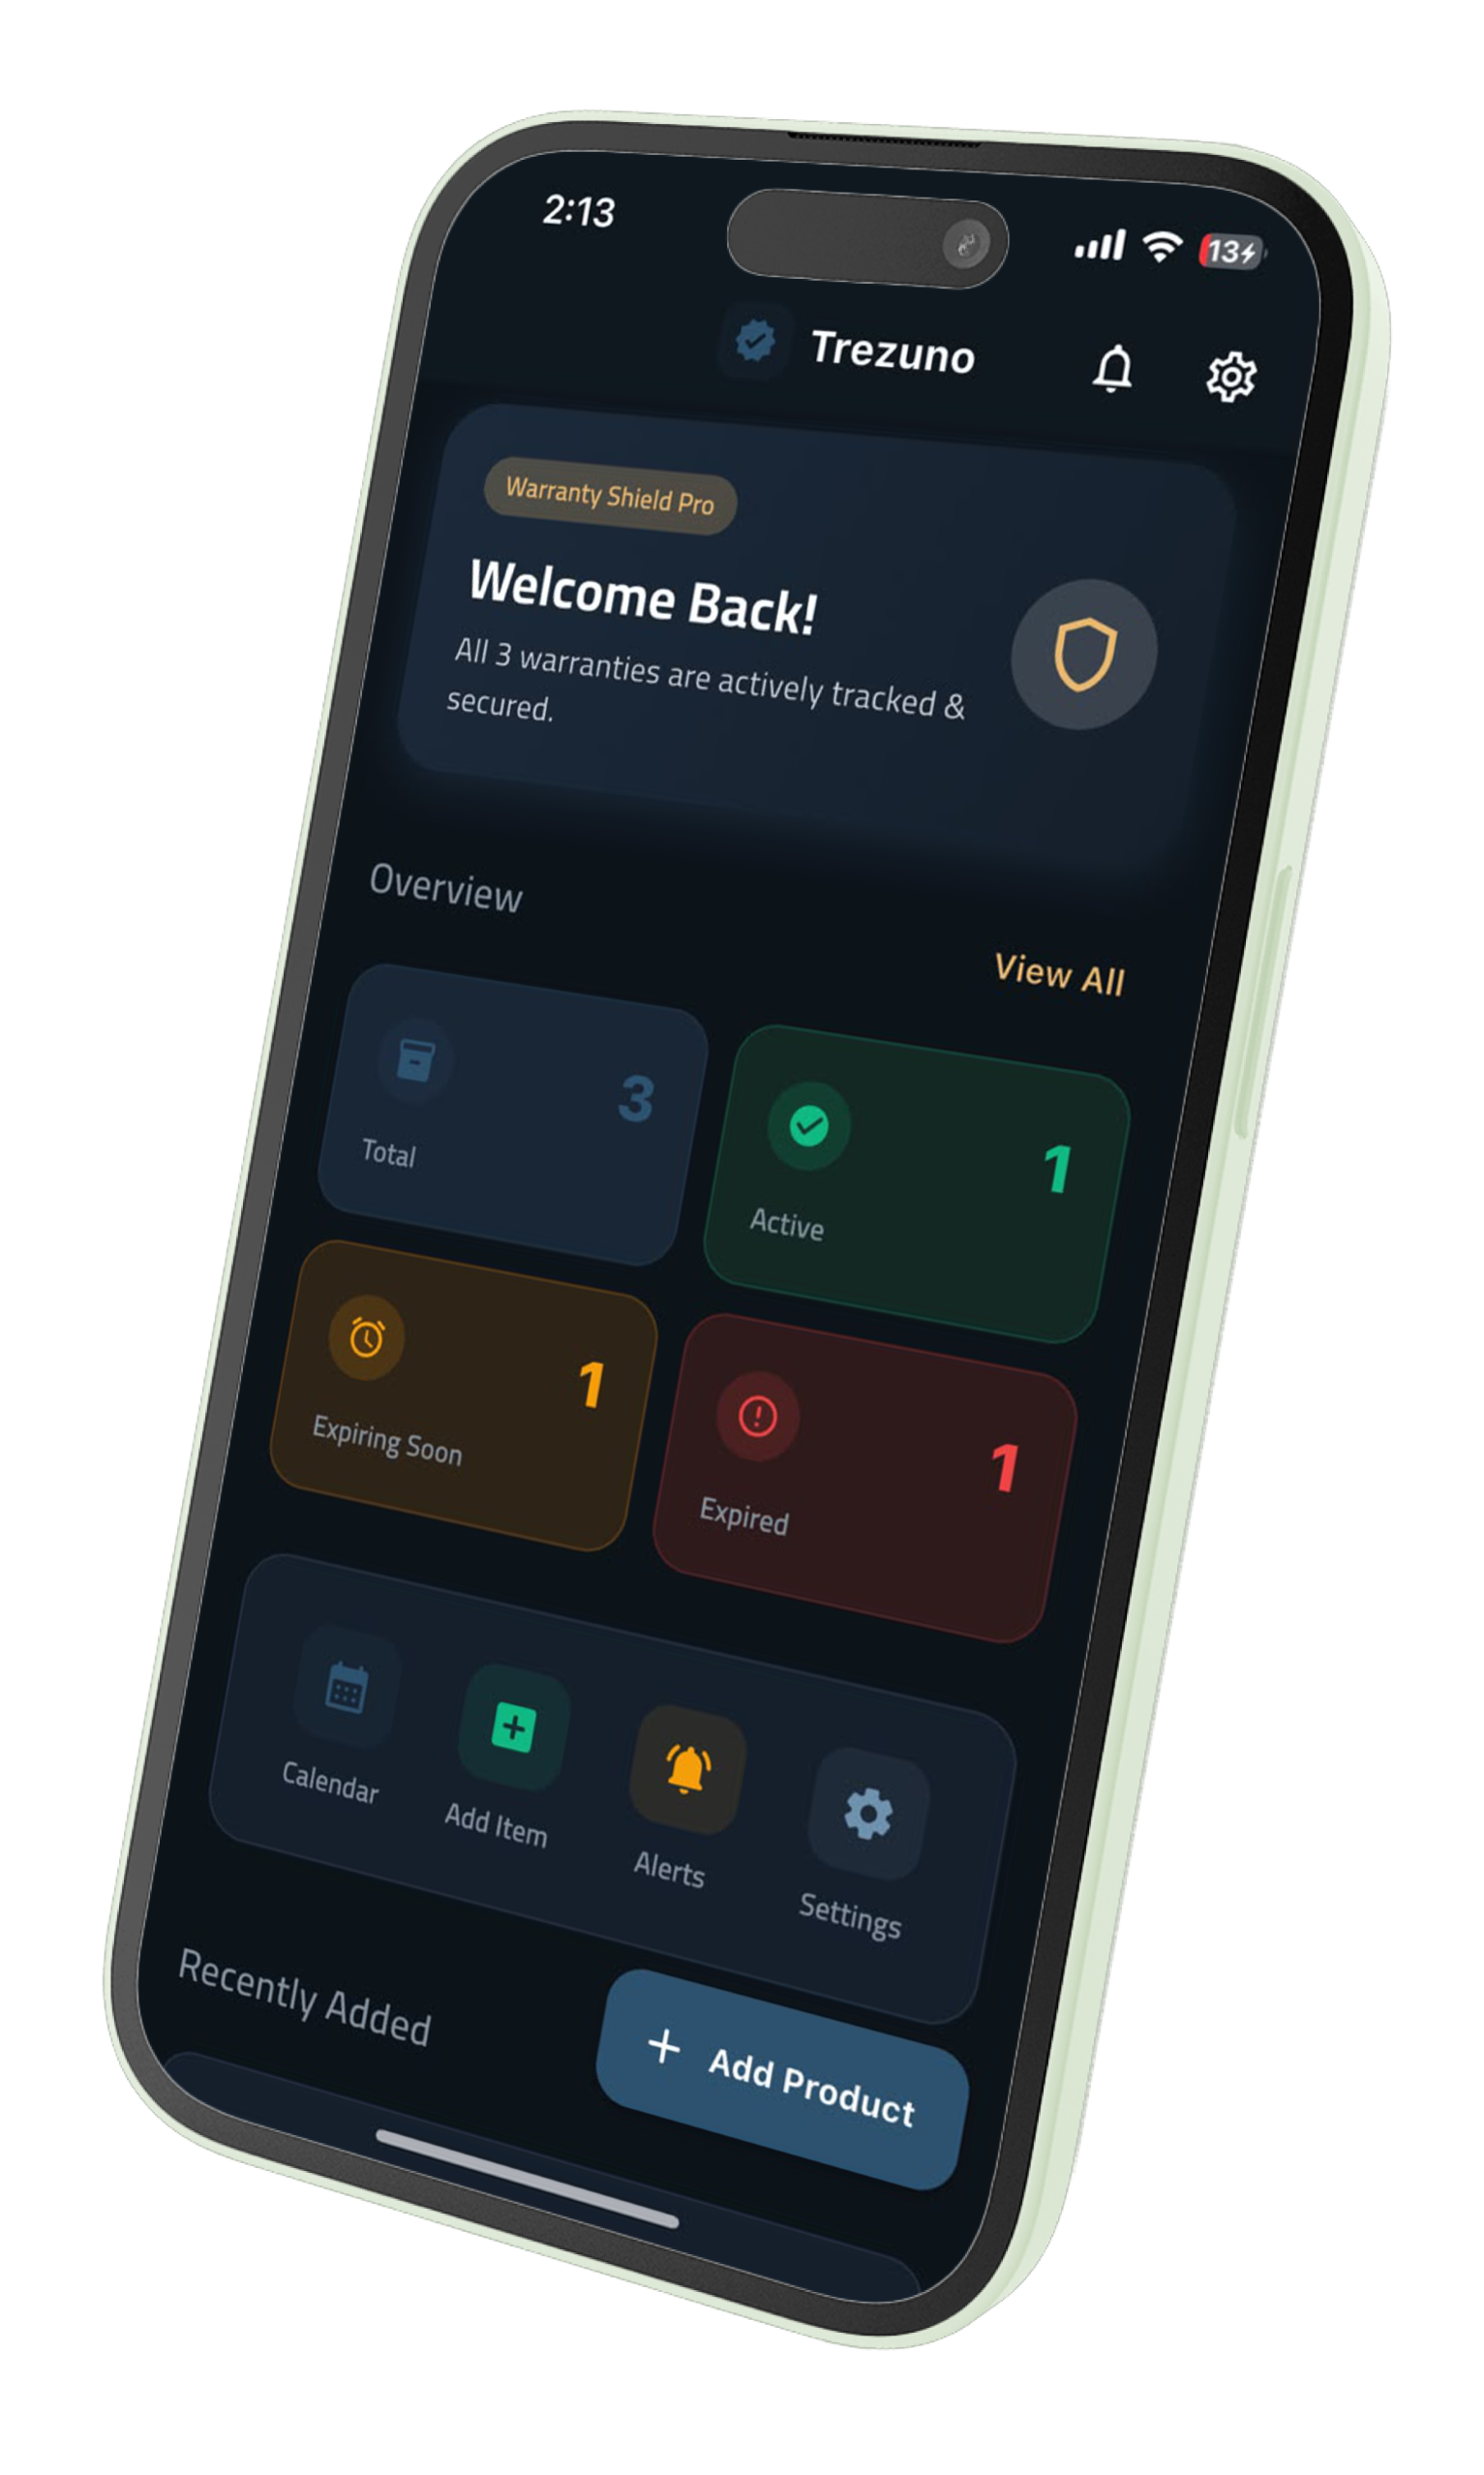 2:13
13
Trezuno
Warranty Shield Pro
Welcome Back!
All 3 warranties are actively tracked &
secured.
Overview
View All
3
Total
1
Active
1
Expiring Soon
1
Expired
Calendar
Add Item
Alerts
Settings
Recently Added
+ Add Product